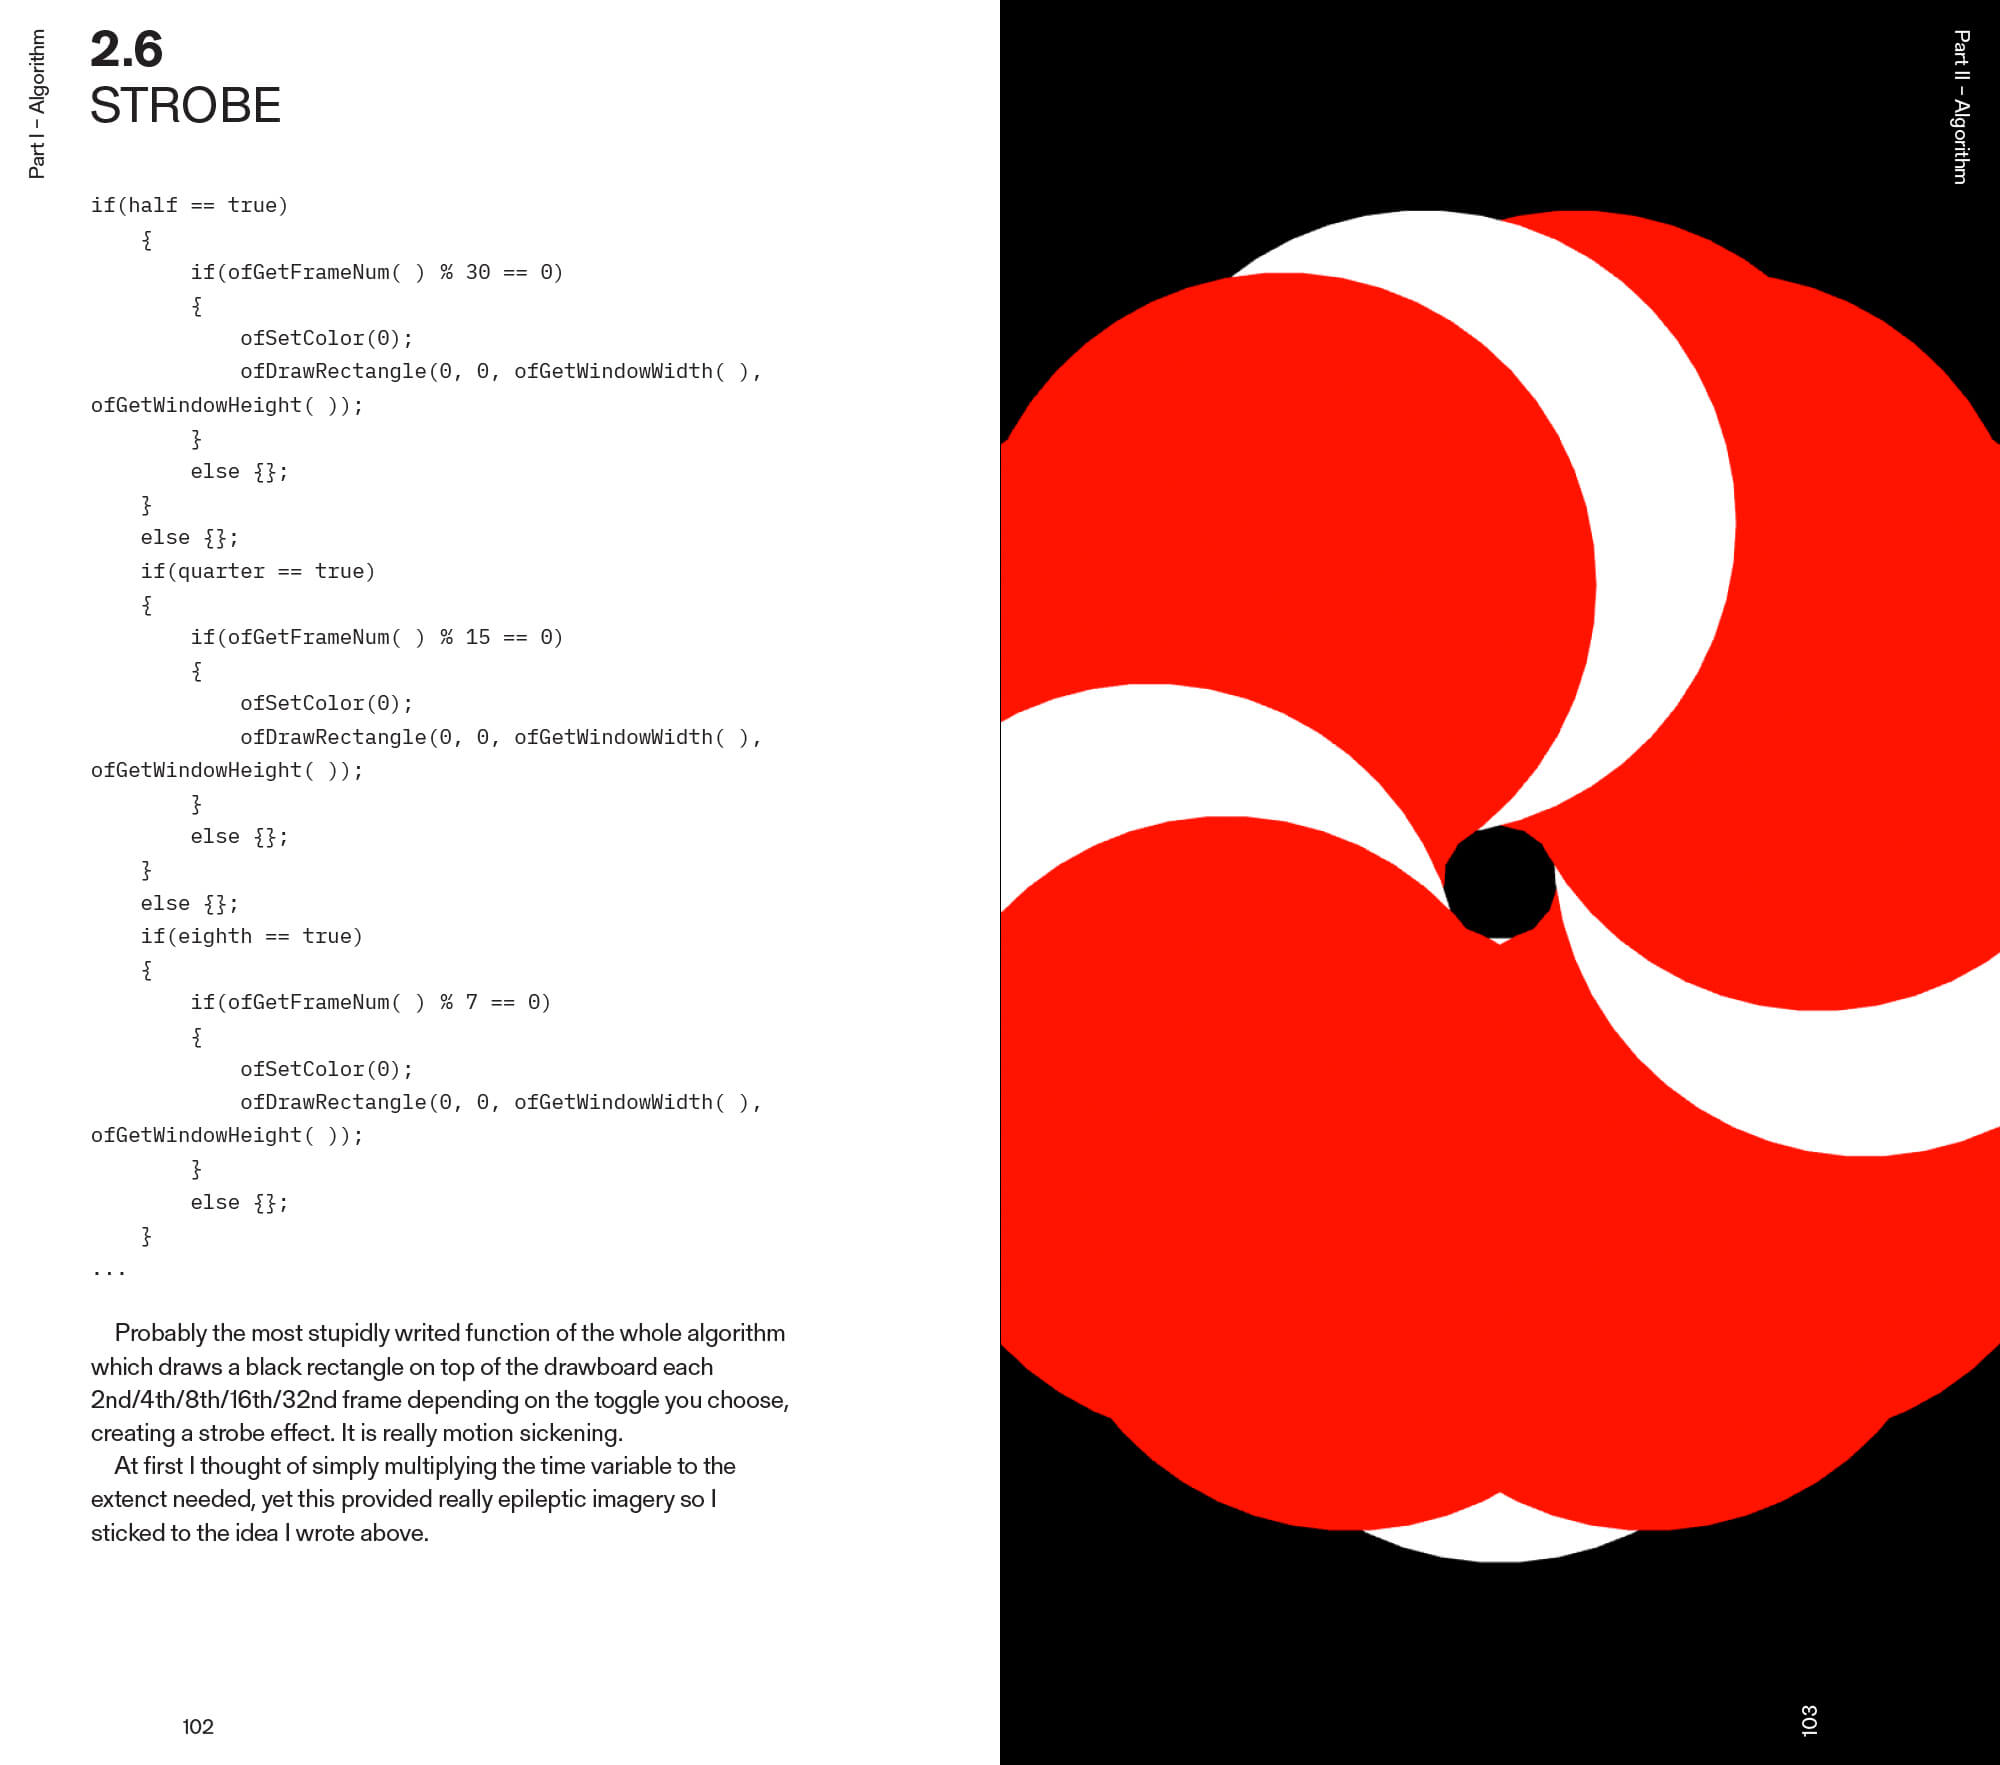 Part I – Algorithm
2.6
STROBE
if(half == true)
{
if(ofGetFrameNum( ) % 30 == 0)
{
ofSetColor(0);
ofDrawRectangle(0, 0, ofGetWindowWidth( ),
ofGetWindowHeight( ));
}
else {};
}
else {};
if(quarter == true)
{
if(ofGetFrameNum( ) % 15 == 0)
{
ofSetColor(0);
ofDrawRectangle(0, 0, ofGetWindowWidth( ),
ofGetWindowHeight( ));
}
else {};
}
else {};
if(eighth == true)
{
if(ofGetFrameNum( ) % 7 == 0)
{
ofSetColor(0);
ofDrawRectangle(0, 0, ofGetWindowWidth( ),
ofGetWindowHeight( ));
}
else {};
}
...
Probably the most stupidly writed function of the whole algorithm
which draws a black rectangle on top of the drawboard each
2nd/4th/8th/16th/32nd frame depending on the toggle you choose,
creating a strobe effect. It is really motion sickening.
At first I thought of simply multiplying the time variable to the
extenct needed, yet this provided really epileptic imagery so I
sticked to the idea I wrote above.
102
Part II – Algorithm
103